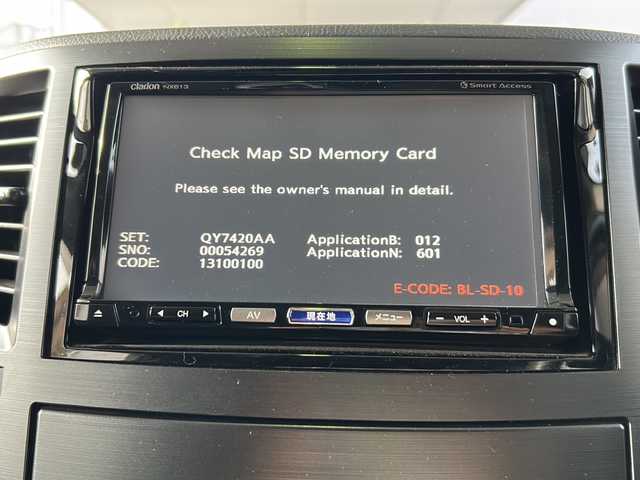 Clarion NX613
Smart Access
Check Map SD Memory Card
Please see the owner's manual in detail.
SET: QY7420AA ApplicationB: 012
SNO: 00054269 ApplicationN: 601
CODE: 13100100
E-CODE: BL-SD-10
CH AV 現在地 メニュー − VOL +